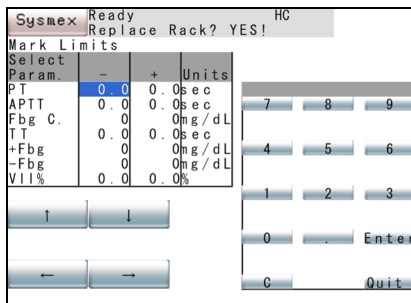 Sysmex Ready HC
Replace Rack? YES!
Mark Limits
Select
Param. - + Units
PT 0.0 0.0 sec
APTT 0.0 0.0 sec
Fbg C. 0 0 mg/dL
TT 0.0 0.0 sec
+Fbg 0 0 mg/dL
-Fbg 0 0 mg/dL
VII% 0.0 0.0 %
7 8 9
4 5 6
1 2 3
↑ ↓
0 . Enter
← →
C Quit